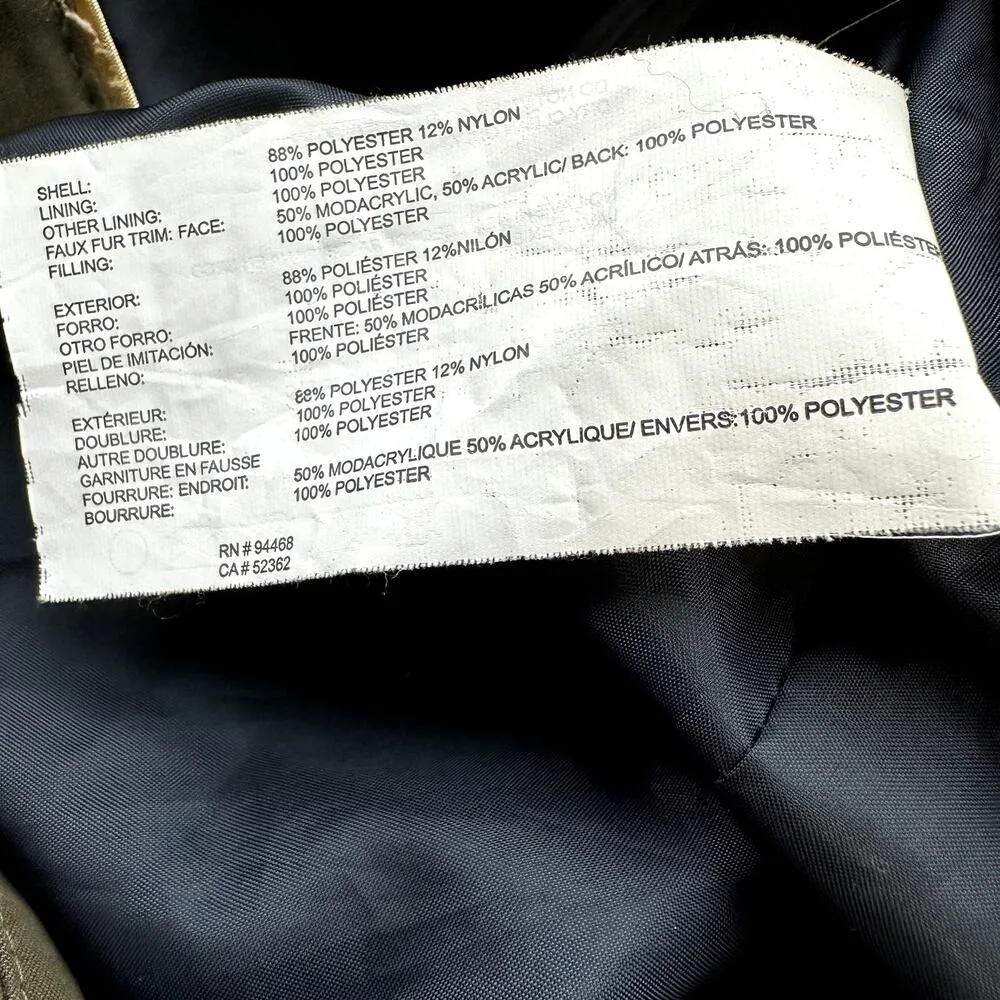 SHELL: 88% POLYESTER 12% NYLON
LINING: 100% POLYESTER
OTHER LINING: 100% POLYESTER
FAUX FUR TRIM: FACE: 50% MODACRYLIC, 50% ACRYLIC/ BACK: 100% POLYESTER
FILLING: 100% POLYESTER
EXTERIOR: 88% POLIÉSTER 12%NILÓN
FORRO: 100% POLIÉSTER
OTRO FORRO: 100% POLIÉSTER
PIEL DE IMITACIÓN: FRENTE: 50% MODACRÍLICAS 50% ACRÍLICO/ ATRÁS: 100% POLIÉSTE
RELLENO: 100% POLIÉSTER
EXTÉRIEUR: 88% POLYESTER 12% NYLON
DOUBLURE: 100% POLYESTER
AUTRE DOUBLURE: 100% POLYESTER
GARNITURE EN FAUSSE
FOURRURE: ENDROIT: 50% MODACRYLIQUE 50% ACRYLIQUE/ ENVERS:100% POLYESTER
BOURRURE: 100% POLYESTER
RN # 94468
CA # 52362